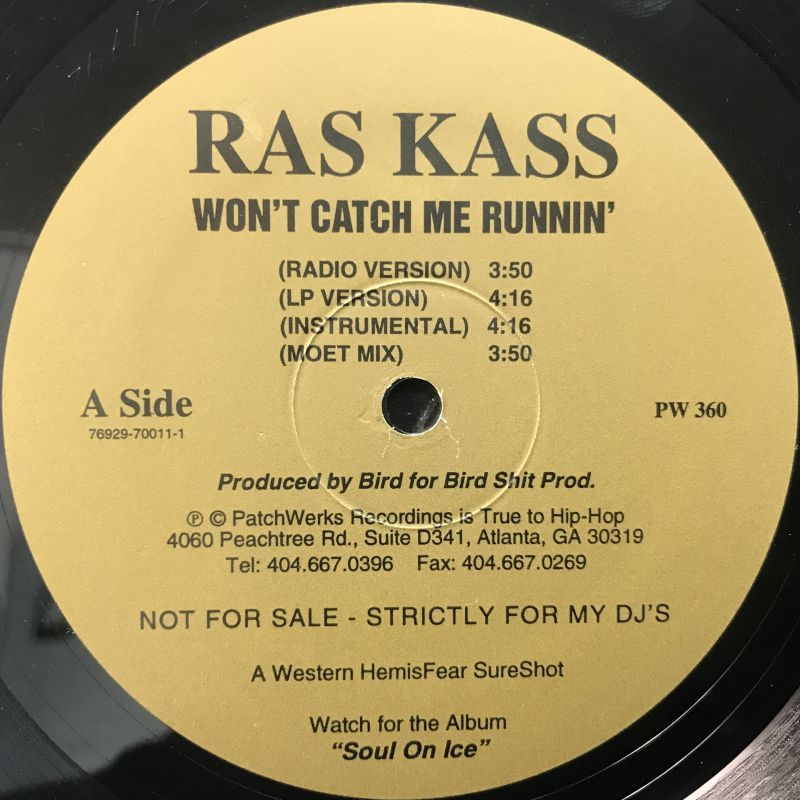 RAS KASS
WON'T CATCH ME RUNNIN'
(RADIO VERSION) 3:50
(LP VERSION) 4:16
(INSTRUMENTAL) 4:16
(MOET MIX) 3:50
A Side
76929-70011-1
PW 360
Produced by Bird for Bird Shit Prod.
℗ © PatchWerks Recordings is True to Hip-Hop
4060 Peachtree Rd., Suite D341, Atlanta, GA 30319
Tel: 404.667.0396 Fax: 404.667.0269
NOT FOR SALE - STRICTLY FOR MY DJ'S
A Western HemisFear SureShot
Watch for the Album
"Soul On Ice"